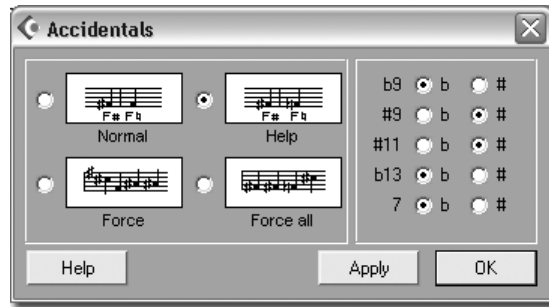 Accidentals
F# F♮
Normal
F# F♮
Help
Force
Force all
b9 b #
#9 b #
#11 b #
b13 b #
7 b #
Help
Apply
OK